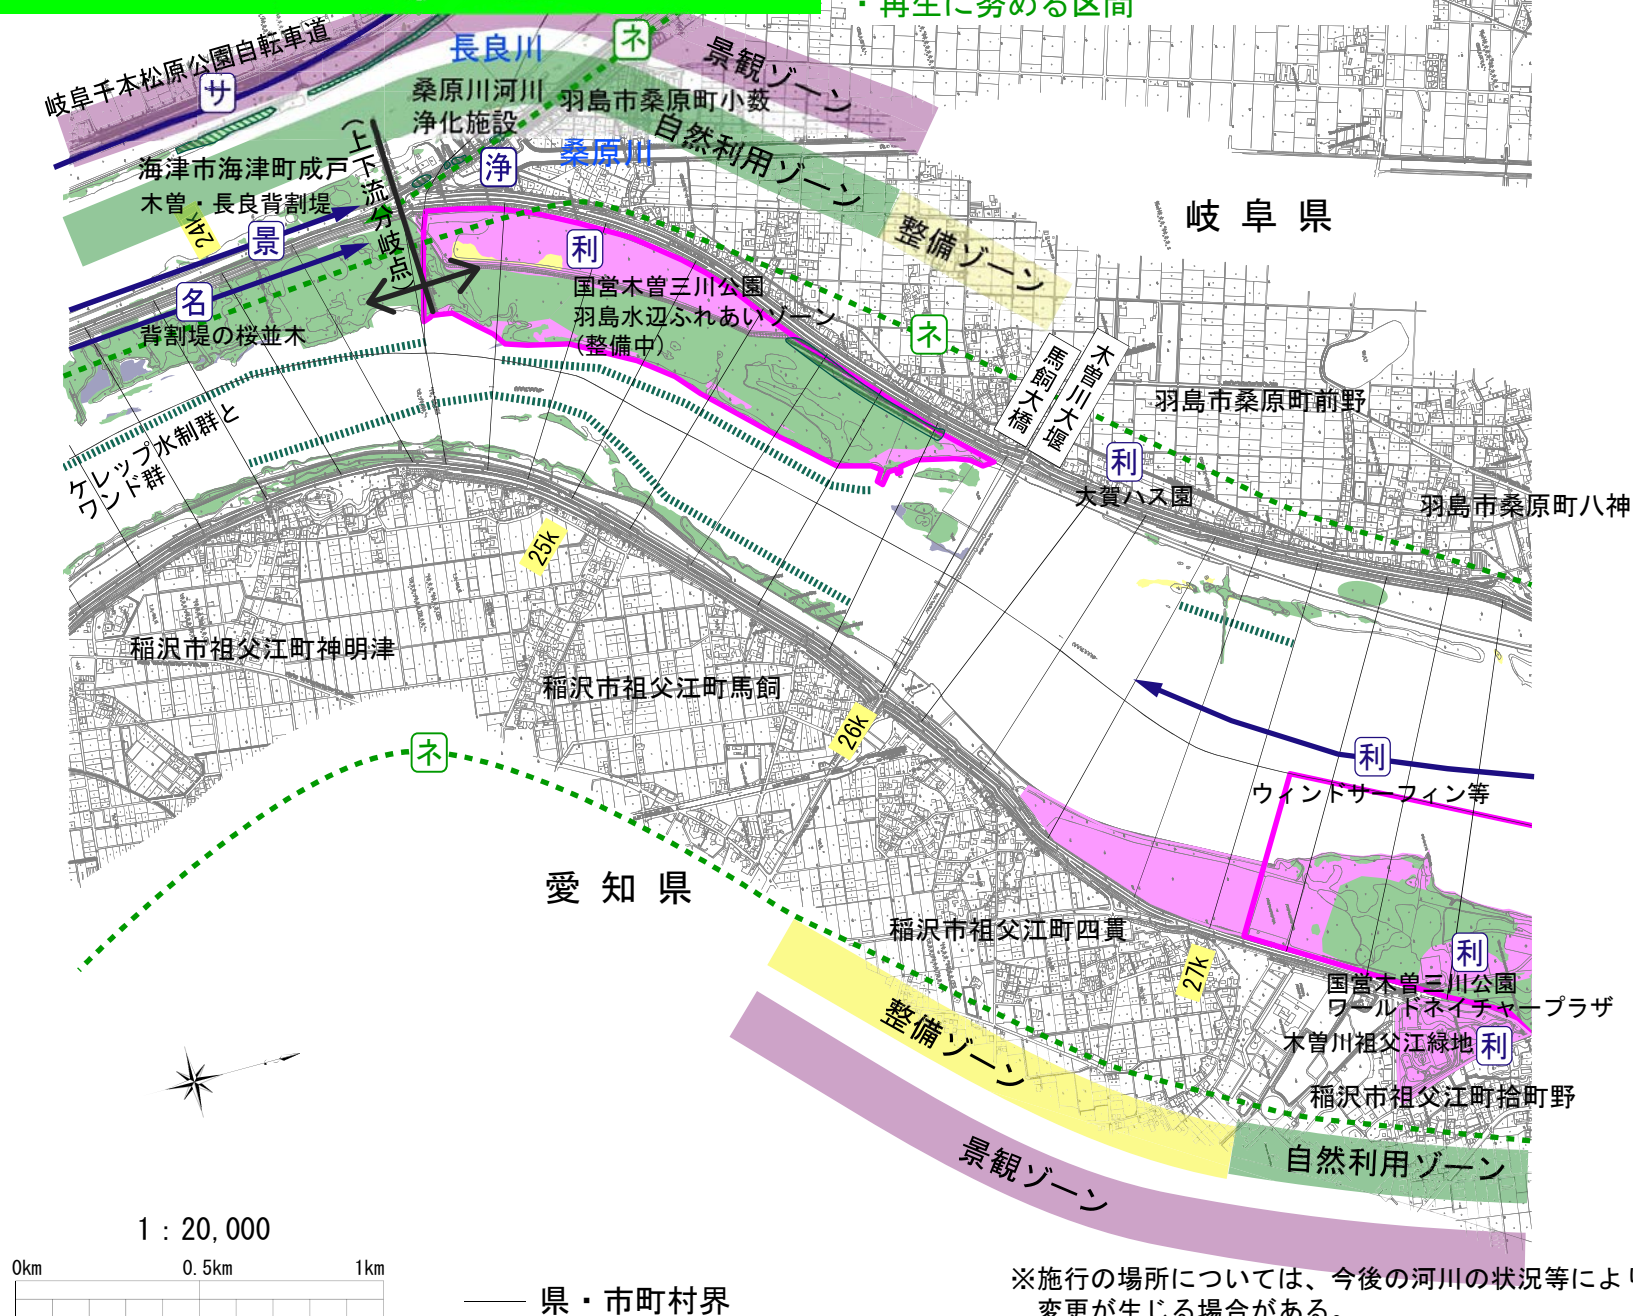 ・再生に努める区間
岐阜千本松原公園自転車道
サ
長良川
ネ
景観ゾーン
桑原川河川
浄化施設
羽島市桑原町小薮
自然利用ゾーン
桑原川
浄
海津市海津町成戸
木曽・長良背割堤
24k
(上下流分岐点)
景
名
背割堤の桜並木
利
国営木曽三川公園
羽島水辺ふれあいゾーン
(整備中)
整備ゾーン
岐阜県
ネ
馬飼大橋
木曽川大堰
羽島市桑原町前野
利
大賀ハス園
羽島市桑原町八神
ケレップ水制群と
ワンド群
25k
稲沢市祖父江町神明津
稲沢市祖父江町馬飼
26k
ネ
利
ウィンドサーフィン等
愛知県
稲沢市祖父江町四貫
27k
利
国営木曽三川公園
ワールドネイチャープラザ
木曽川祖父江緑地
利
稲沢市祖父江町拾町野
整備ゾーン
自然利用ゾーン
景観ゾーン
1：20,000
0km 0.5km 1km
県・市町村界
※施行の場所については、今後の河川の状況等により
変更が生じる場合がある。